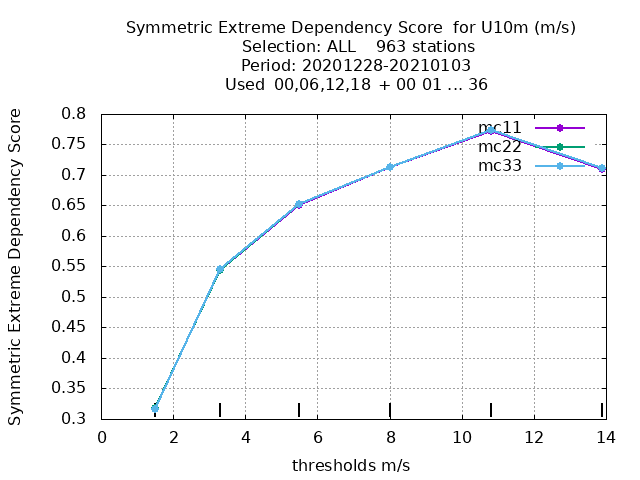 Symmetric Extreme Dependency Score  for U10m (m/s)
Selection: ALL    963 stations
Period: 20201228-20210103
Used  00,06,12,18  + 00 01 ... 36
Symmetric Extreme Dependency Score
0.8
0.75
0.7
0.65
0.6
0.55
0.5
0.45
0.4
0.35
0.3
mc11
mc22
mc33
0 2 4 6 8 10 12 14
thresholds m/s